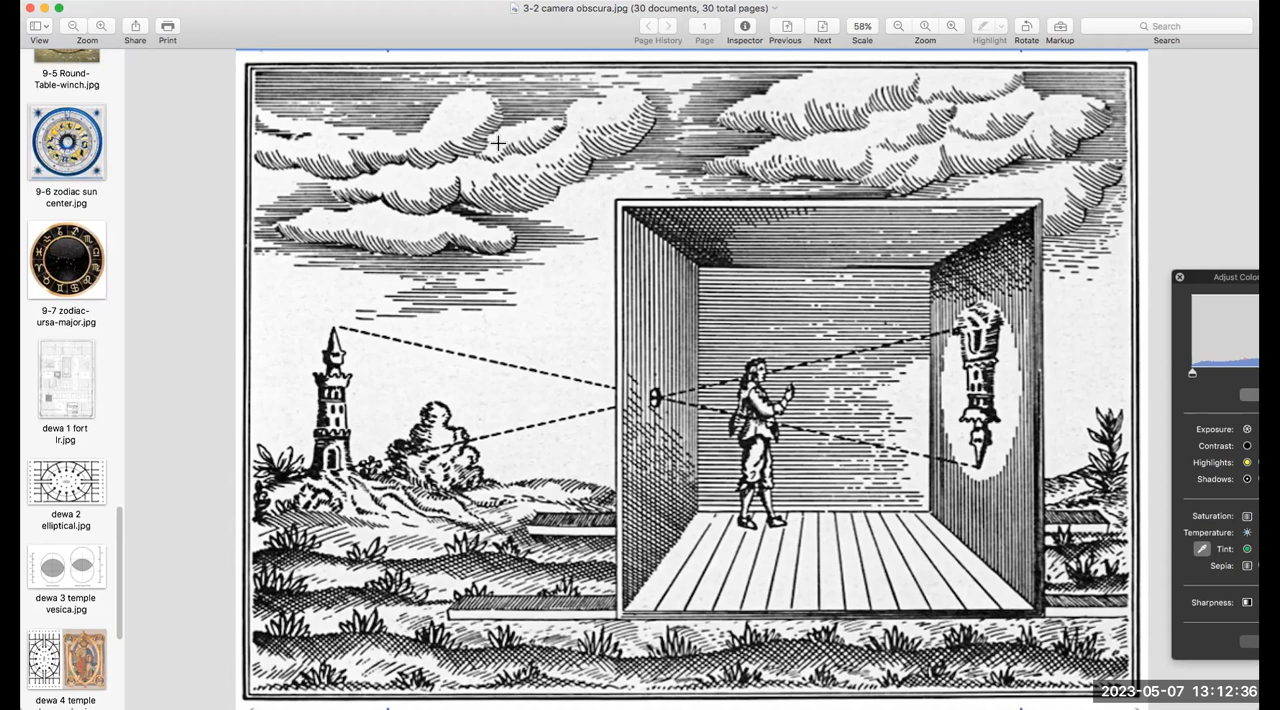 3-2 camera obscura.jpg (30 documents, 30 total pages)
1
58%
Search
View
Zoom
Share
Print
Page History
Page
Inspector
Previous
Next
Scale
Zoom
Highlight
Rotate
Markup
Search
9-5 Round-
Table-winch.jpg
9-6 zodiac sun
center.jpg
9-7 zodiac-
ursa-major.jpg
dewa 1 fort
lr.jpg
dewa 2
elliptical.jpg
dewa 3 temple
vesica.jpg
dewa 4 temple
Adjust Color
Exposure:
Contrast:
Highlights:
Shadows:
Saturation:
Temperature:
Tint:
Sepia:
Sharpness:
2023-05-07 13:12:36